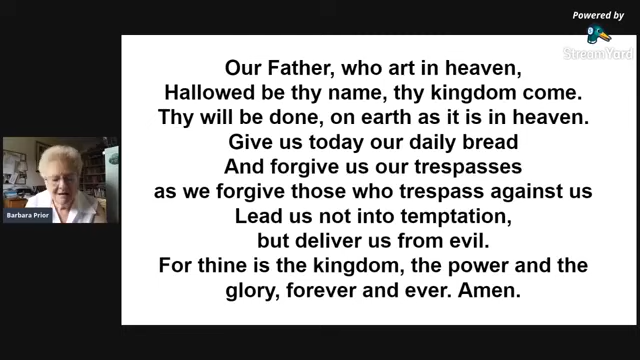 Powered by
StreamYard
Our Father, who art in heaven,
Hallowed be thy name, thy kingdom come.
Thy will be done, on earth as it is in heaven.
Give us today our daily bread
And forgive us our trespasses
as we forgive those who trespass against us
Lead us not into temptation,
but deliver us from evil.
For thine is the kingdom, the power and the
glory, forever and ever. Amen.
Barbara Prior